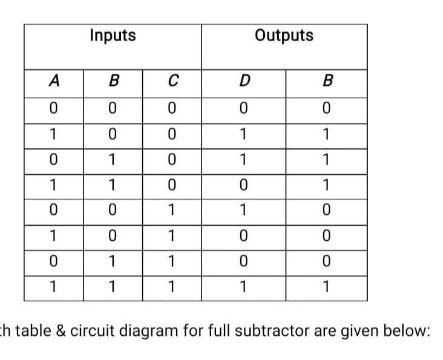 Inputs Outputs
A B C D B
0 0 0 0 0
1 0 0 1 1
0 1 0 1 1
1 1 0 0 1
0 0 1 1 0
1 0 1 0 0
0 1 1 0 0
1 1 1 1 1
th table & circuit diagram for full subtractor are given below: